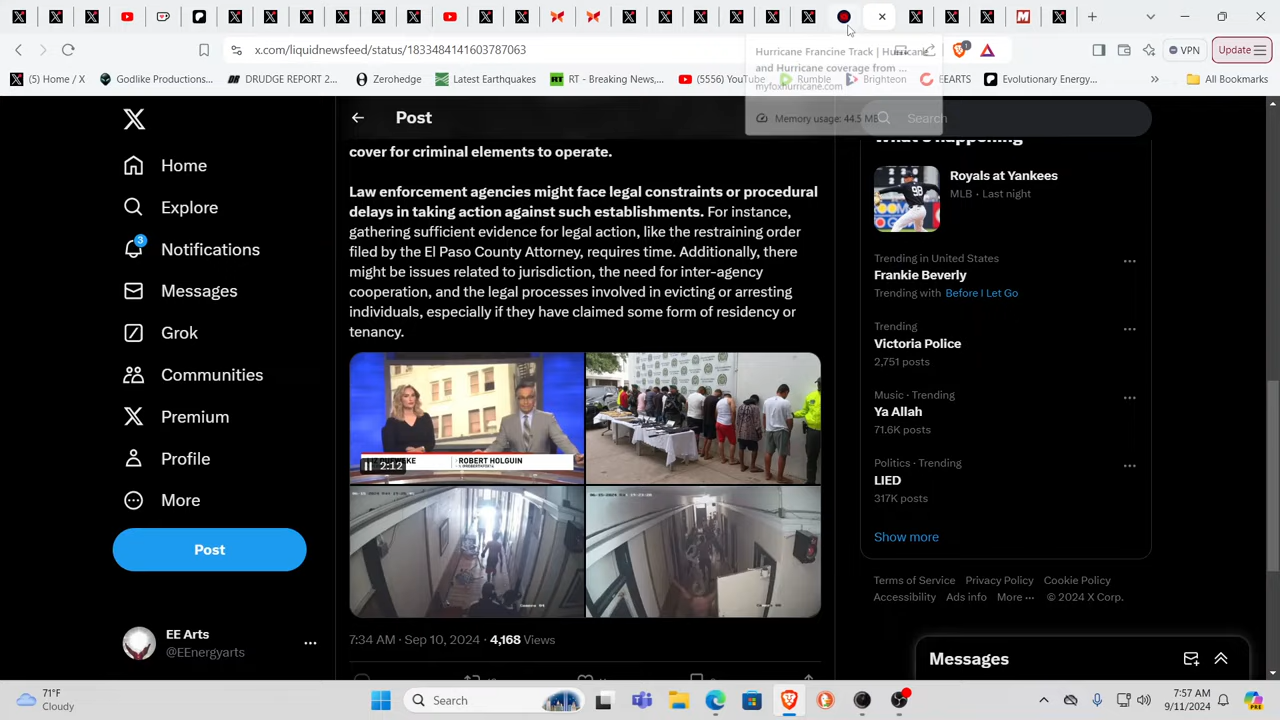 x.com/liquidnewsfeed/status/1833484141603787063
VPN
Update
(5) Home / X
Godlike Productions...
DRUDGE REPORT 2...
Zerohedge
Latest Earthquakes
RT - Breaking News,...
(5556) YouTube
Rumble
Brighteon
EEARTS
Evolutionary Energy...
All Bookmarks
Hurricane Francine Track | Hurricane
and Hurricane coverage from ...
myfoxhurricane.com
Memory usage: 44.5 MB
Home
Explore
3
Notifications
Messages
Grok
Communities
Premium
Profile
More
Post
EE Arts
@EEnergyarts
Post
cover for criminal elements to operate.
Law enforcement agencies might face legal constraints or procedural
delays in taking action against such establishments. For instance,
gathering sufficient evidence for legal action, like the restraining order
filed by the El Paso County Attorney, requires time. Additionally, there
might be issues related to jurisdiction, the need for inter-agency
cooperation, and the legal processes involved in evicting or arresting
individuals, especially if they have claimed some form of residency or
tenancy.
2:12
ROBERT HOLGUIN
7:34 AM · Sep 10, 2024 · 4,168 Views
Search
What's happening
Royals at Yankees
MLB · Last night
Trending in United States
Frankie Beverly
Trending with Before I Let Go
Trending
Victoria Police
2,751 posts
Music · Trending
Ya Allah
71.6K posts
Politics · Trending
LIED
317K posts
Show more
Terms of Service Privacy Policy Cookie Policy
Accessibility Ads info More ··· © 2024 X Corp.
Messages
71°F
Cloudy
Search
7:57 AM
9/11/2024